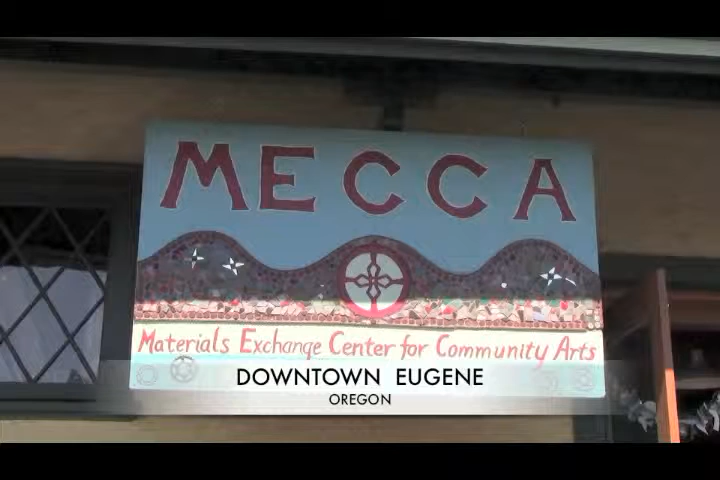 MECCA
Materials Exchange Center for Community Arts
DOWNTOWN EUGENE
OREGON